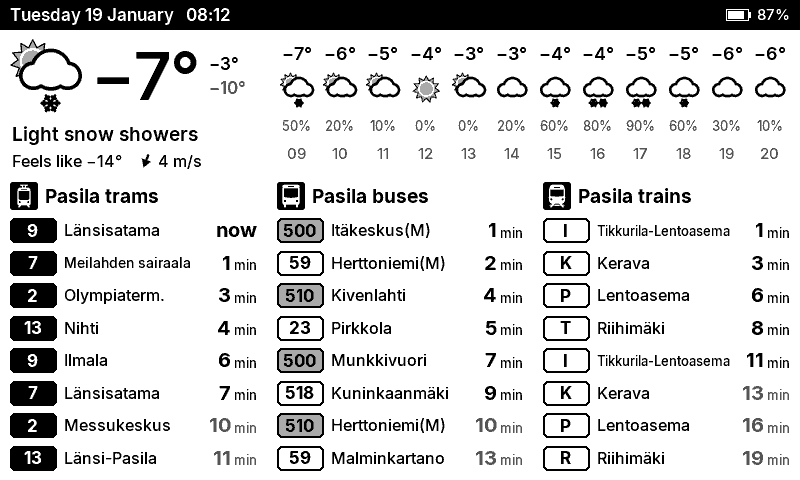 Tuesday 19 January 08:12 87%
−7° −3° −10°
Light snow showers
Feels like −14° 4 m/s
−7° −6° −5° −4° −3° −3° −4° −4° −5° −5° −6° −6°
50% 20% 10% 0% 0% 20% 60% 80% 90% 60% 30% 10%
09 10 11 12 13 14 15 16 17 18 19 20
Pasila trams
9 Länsisatama now
7 Meilahden sairaala 1 min
2 Olympiaterm. 3 min
13 Nihti 4 min
9 Ilmala 6 min
7 Länsisatama 7 min
2 Messukeskus 10 min
13 Länsi-Pasila 11 min
Pasila buses
500 Itäkeskus(M) 1 min
59 Herttoniemi(M) 2 min
510 Kivenlahti 4 min
23 Pirkkola 5 min
500 Munkkivuori 7 min
518 Kuninkaanmäki 9 min
510 Herttoniemi(M) 10 min
59 Malminkartano 13 min
Pasila trains
I Tikkurila-Lentoasema 1 min
K Kerava 3 min
P Lentoasema 6 min
T Riihimäki 8 min
I Tikkurila-Lentoasema 11 min
K Kerava 13 min
P Lentoasema 16 min
R Riihimäki 19 min